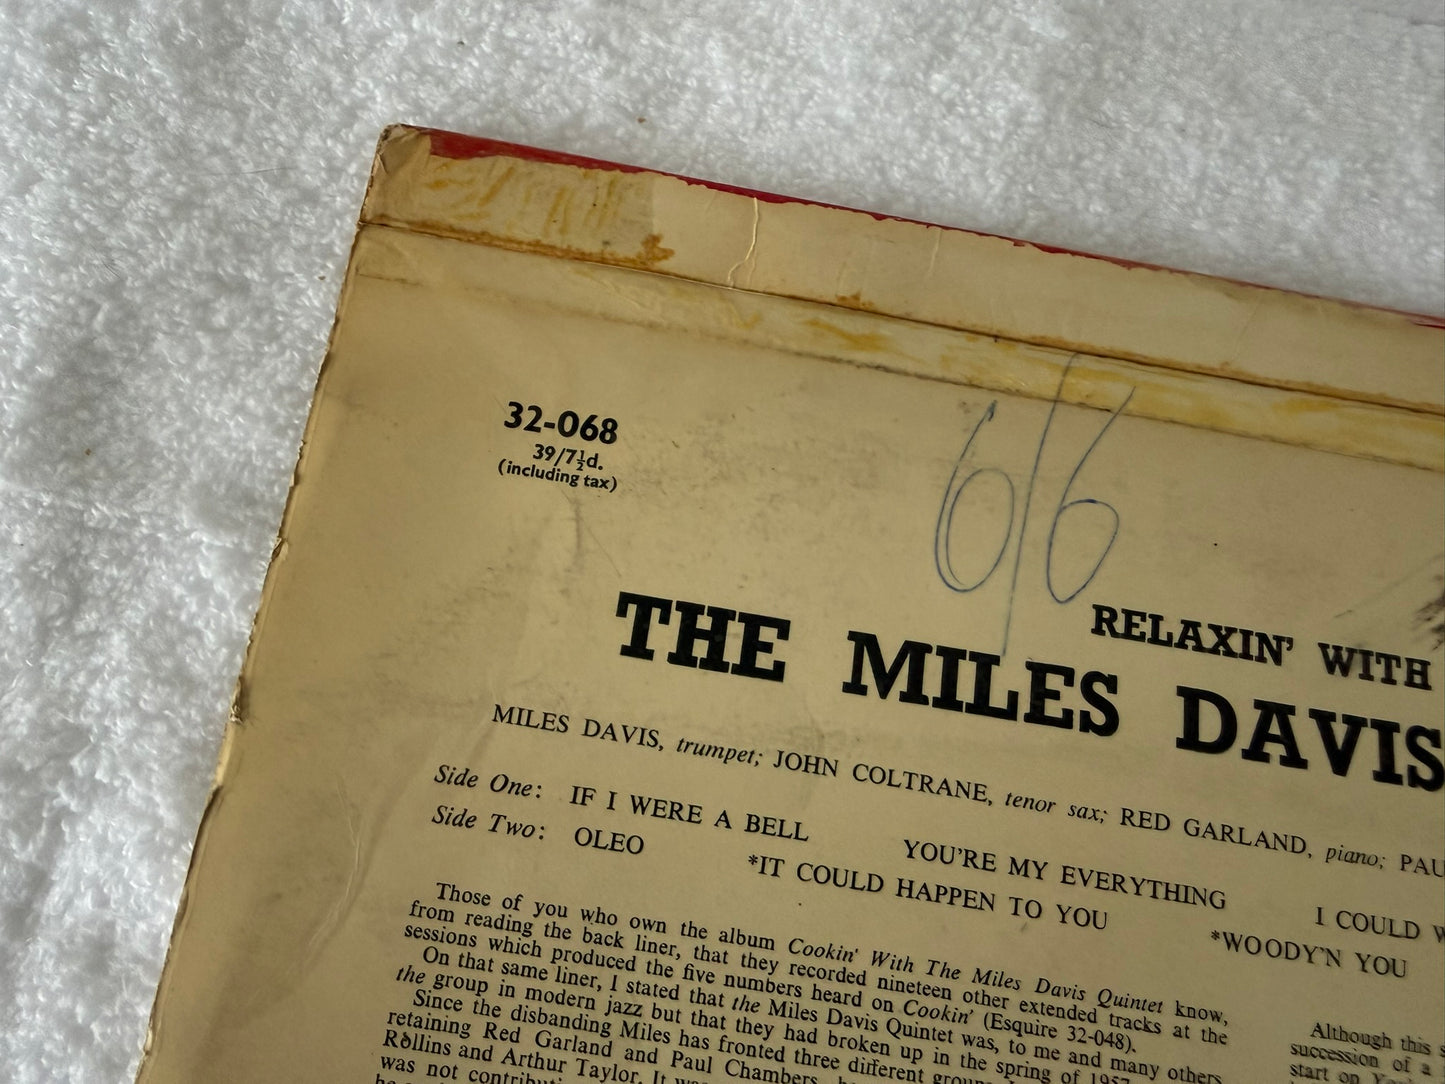 32-068
39/7½d.
(including tax)
6/6
RELAXIN' WITH
THE MILES DAVIS
MILES DAVIS, trumpet; JOHN COLTRANE, tenor sax; RED GARLAND, piano; PAU
Side One: IF I WERE A BELL YOU'RE MY EVERYTHING I COULD W
Side Two: OLEO *IT COULD HAPPEN TO YOU *WOODY'N YOU
Those of you who own the album Cookin' With The Miles Davis Quintet know,
from reading the back liner, that they recorded nineteen other extended tracks at the
sessions which produced the five numbers heard on Cookin' (Esquire 32-048).
On that same liner, I stated that the Miles Davis Quintet was, to me and many others
the group in modern jazz but that they had broken up in the spring of 1957.
Since the disbanding Miles has fronted three different
retaining Red Garland and Paul Chambers,
Rollins and Arthur Taylor. It
was not
Although this
succession of a
start on